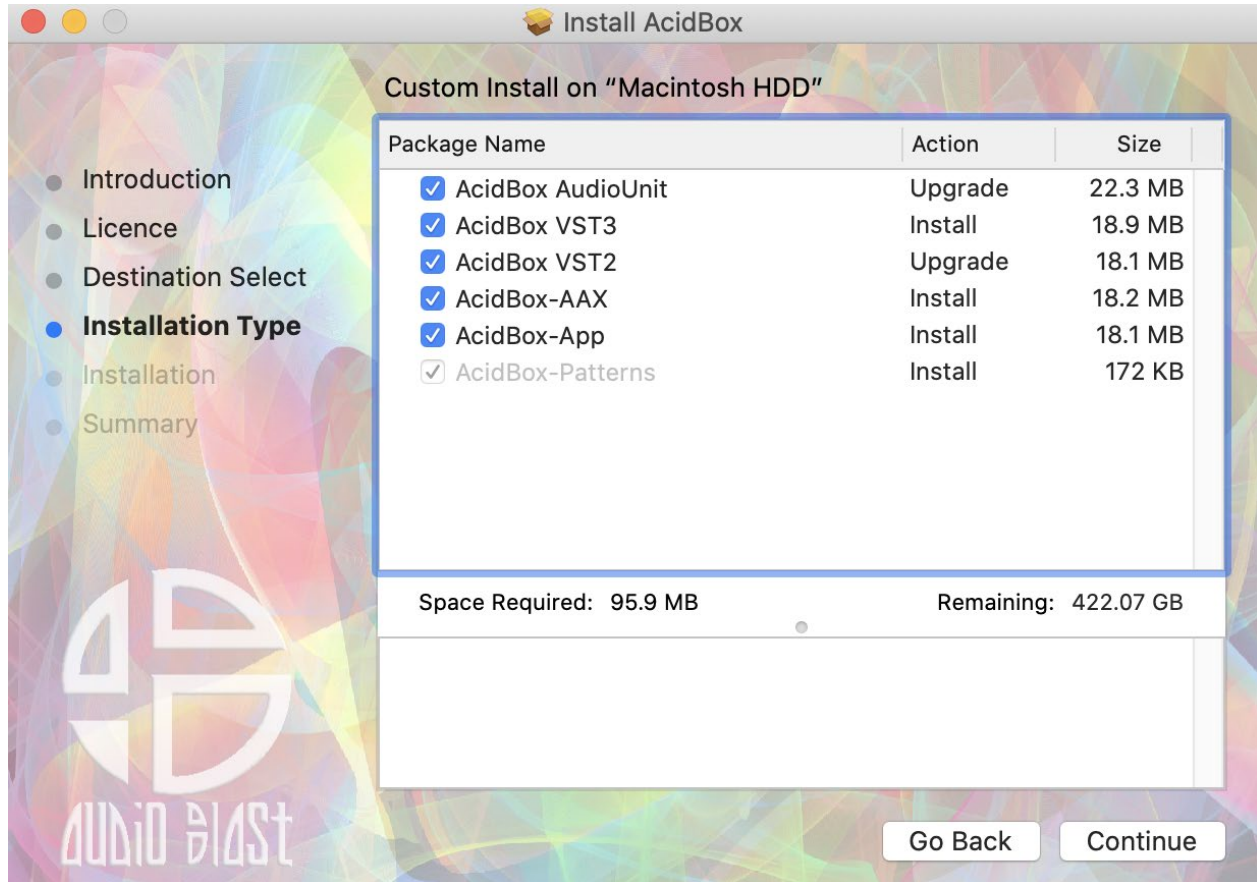 Install AcidBox
Custom Install on “Macintosh HDD”
Introduction
Licence
Destination Select
Installation Type
Installation
Summary
Package Name Action Size
AcidBox AudioUnit Upgrade 22.3 MB
AcidBox VST3 Install 18.9 MB
AcidBox VST2 Upgrade 18.1 MB
AcidBox-AAX Install 18.2 MB
AcidBox-App Install 18.1 MB
AcidBox-Patterns Install 172 KB
Space Required: 95.9 MB Remaining: 422.07 GB
AUDiO BlASt
Go Back Continue